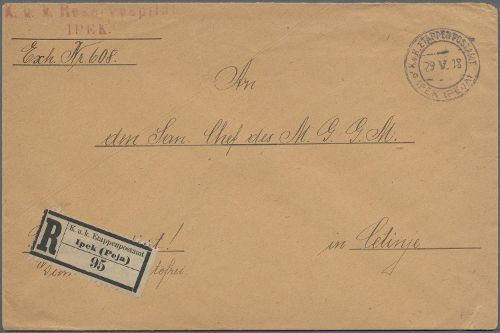 K. u. k. Reservespital
IPEK.
Exh. Nr. 608.
K.u.K. ETAPPENPOSTAMT
29 V. 18
IPEK (PEJA)
An
den San. Chef des M. G. G. M.
in Cetinje
R
K. u. k. Etappenpostamt
Ipek (Peja)
95